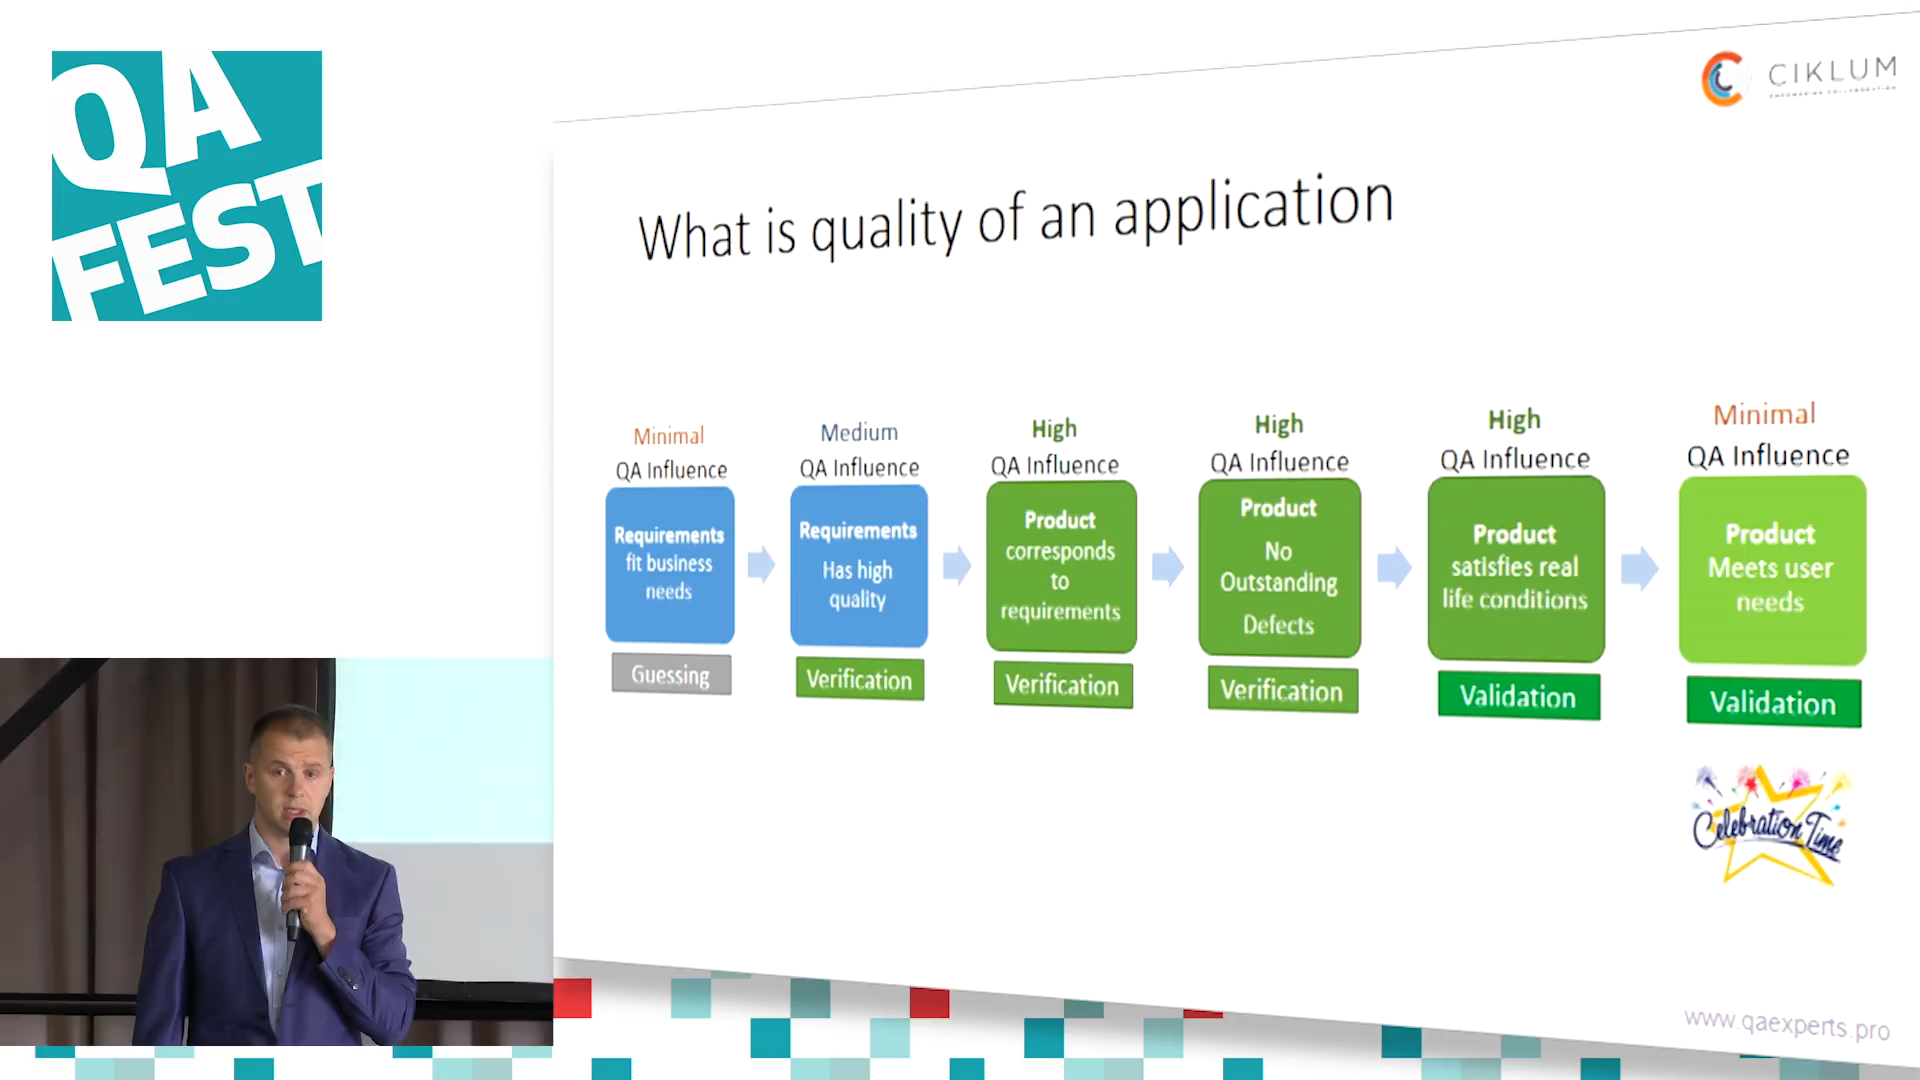 QA
FEST
CIKLUM
What is quality of an application
Minimal
QA Influence
Requirements
fit business
needs
Guessing
Medium
QA Influence
Requirements
Has high
quality
Verification
High
QA Influence
Product
corresponds
to
requirements
Verification
High
QA Influence
Product
No
Outstanding
Defects
Verification
High
QA Influence
Product
satisfies real
life conditions
Validation
Minimal
QA Influence
Product
Meets user
needs
Validation
Celebration Time
www.qaexperts.pro